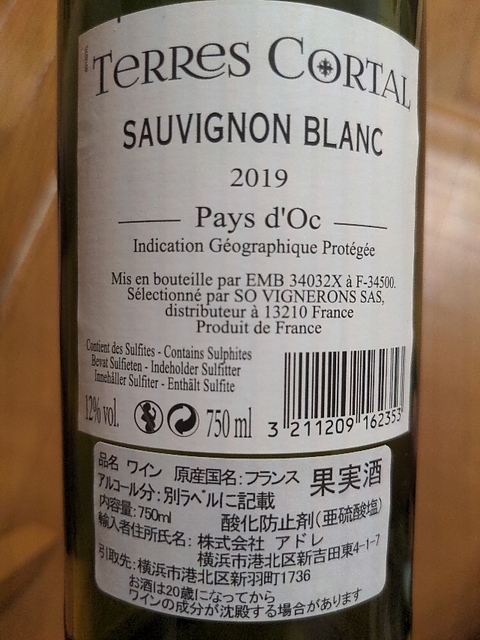 TERRES CORTAL
SAUVIGNON BLANC
2019
Pays d'Oc
Indication Géographique Protégée
Mis en bouteille par EMB 34032X à F-34500.
Sélectionné par SO VIGNERONS SAS,
distributeur à 13210 France
Produit de France
Contient des Sulfites - Contains Sulphites
Bevat Sulfieten - Indeholder Sulfitter
Innehåller Sulfiter - Enthält Sulfite
12% vol. 750 ml
3 211209 162353
品名 ワイン 原産国名:フランス 果実酒
アルコール分:別ラベルに記載
内容量:750ml 酸化防止剤(亜硫酸塩)
輸入者住所氏名: 株式会社 アドレ
横浜市港北区新吉田東4-1-7
引取先:横浜市港北区新羽町1736
お酒は20歳になってから
ワインの成分が沈殿する場合があります